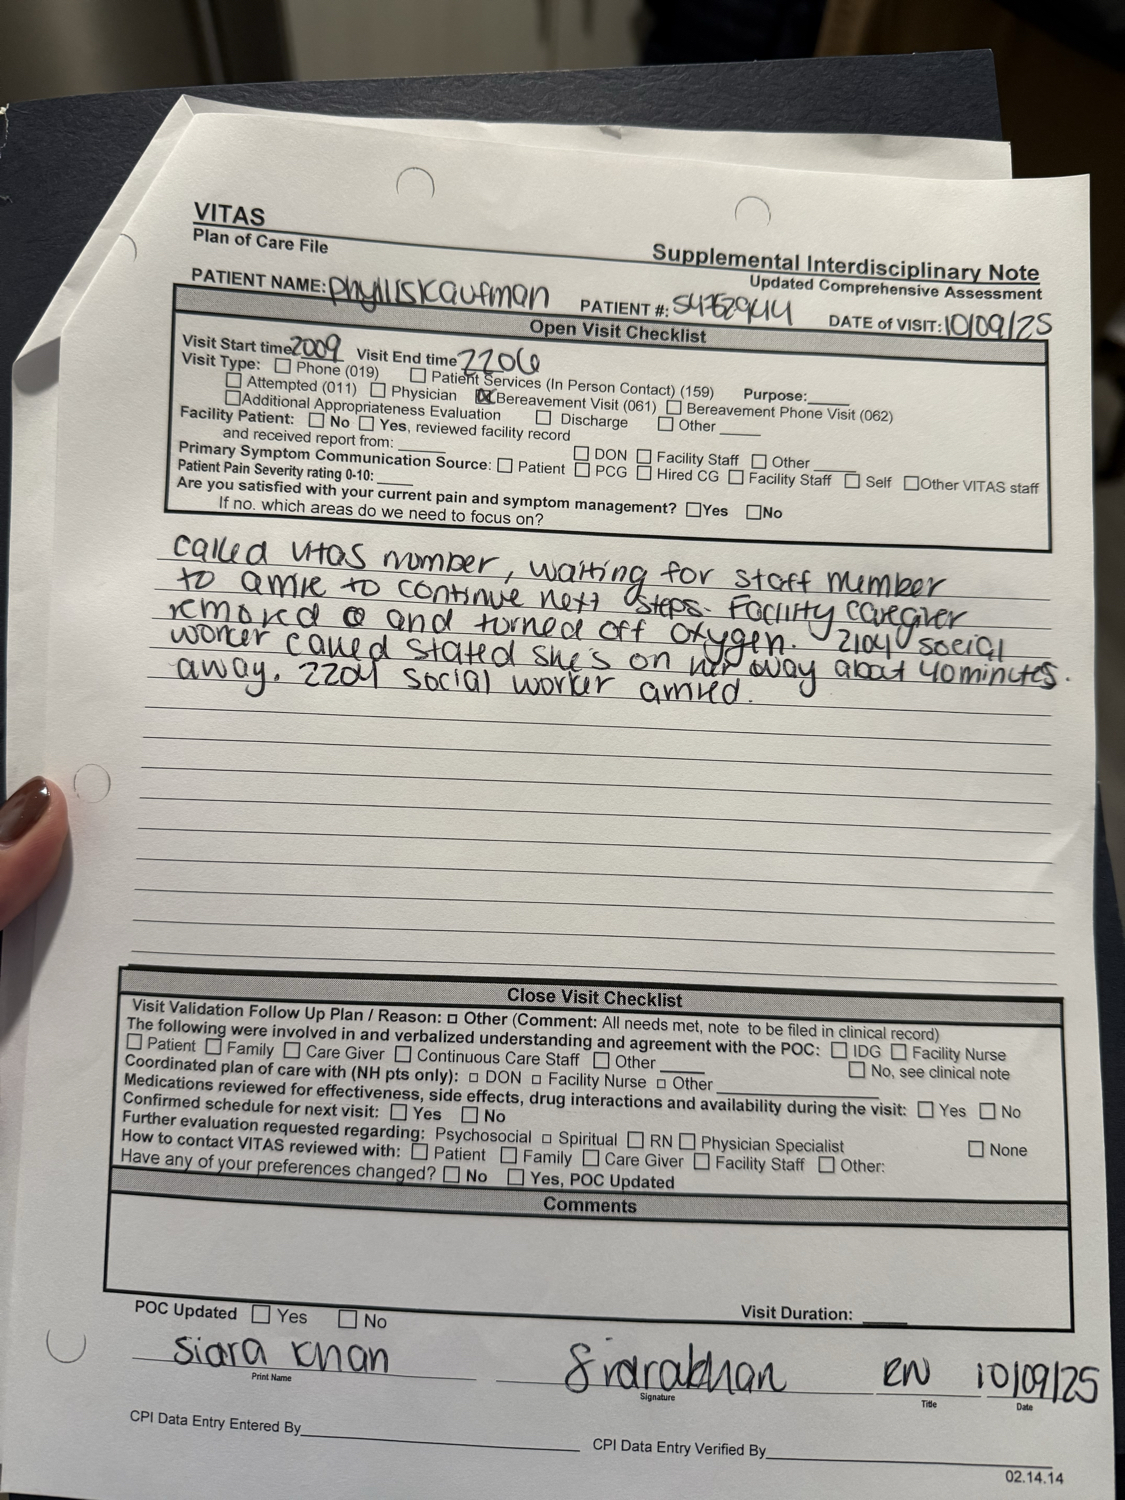 VITAS
Plan of Care File
Supplemental Interdisciplinary Note
Updated Comprehensive Assessment
PATIENT NAME: Phyllis Kaufman PATIENT #: DATE of VISIT: 10/09/25
Open Visit Checklist
Visit Start time 2009 Visit End time 2206
Visit Type: ☐ Phone (019) ☐ Patient Services (In Person Contact) (159) Purpose:____
☐ Attempted (011) ☐ Physician ☒ Bereavement Visit (061) ☐ Bereavement Phone Visit (062)
☐ Additional Appropriateness Evaluation ☐ Discharge ☐ Other ____
Facility Patient: ☐ No ☐ Yes, reviewed facility record
and received report from: ____ ☐ DON ☐ Facility Staff ☐ Other ____
Primary Symptom Communication Source: ☐ Patient ☐ PCG ☐ Hired CG ☐ Facility Staff ☐ Self ☐ Other VITAS staff
Patient Pain Severity rating 0-10: ____
Are you satisfied with your current pain and symptom management? ☐ Yes ☐ No
If no. which areas do we need to focus on?
called vitas number, waiting for staff member
to arrive to continue next steps. Facility caregiver
removed and turned off oxygen. 2104 social
worker called stated she's on her way about 40 minutes.
away. 2204 social worker arrived.
Close Visit Checklist
Visit Validation Follow Up Plan / Reason: ☐ Other (Comment: All needs met, note to be filed in clinical record)
The following were involved in and verbalized understanding and agreement with the POC: ☐ IDG ☐ Facility Nurse
☐ Patient ☐ Family ☐ Care Giver ☐ Continuous Care Staff ☐ Other ____ ☐ No, see clinical note
Coordinated plan of care with (NH pts only): ☐ DON ☐ Facility Nurse ☐ Other ____
Medications reviewed for effectiveness, side effects, drug interactions and availability during the visit: ☐ Yes ☐ No
Confirmed schedule for next visit: ☐ Yes ☐ No
Further evaluation requested regarding: Psychosocial ☐ Spiritual ☐ RN ☐ Physician Specialist ☐ None
How to contact VITAS reviewed with: ☐ Patient ☐ Family ☐ Care Giver ☐ Facility Staff ☐ Other:
Have any of your preferences changed? ☐ No ☐ Yes, POC Updated
Comments
POC Updated ☐ Yes ☐ No Visit Duration: ____
Siara Khan Siara khan RN 10/09/25
Print Name Signature Title Date
CPI Data Entry Entered By____ CPI Data Entry Verified By____
02.14.14